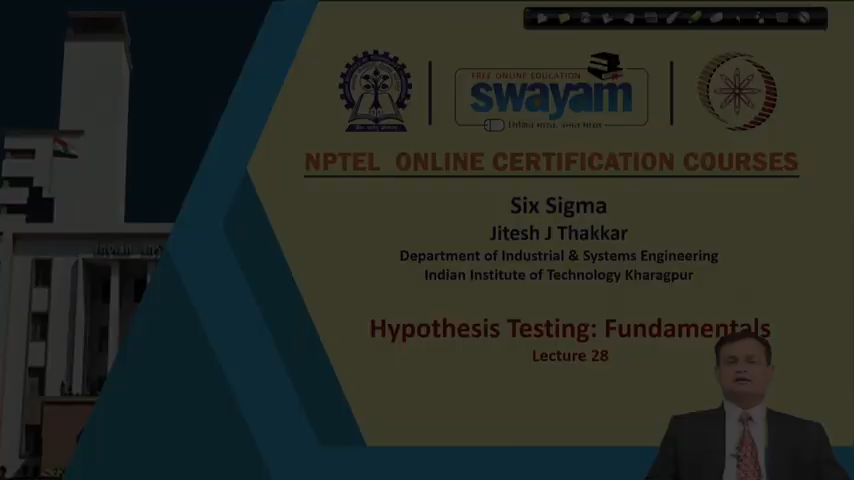 FREE ONLINE EDUCATION
swayam
NPTEL ONLINE CERTIFICATION COURSES
Six Sigma
Jitesh J Thakkar
Department of Industrial & Systems Engineering
Indian Institute of Technology Kharagpur
Hypothesis Testing: Fundamentals
Lecture 28